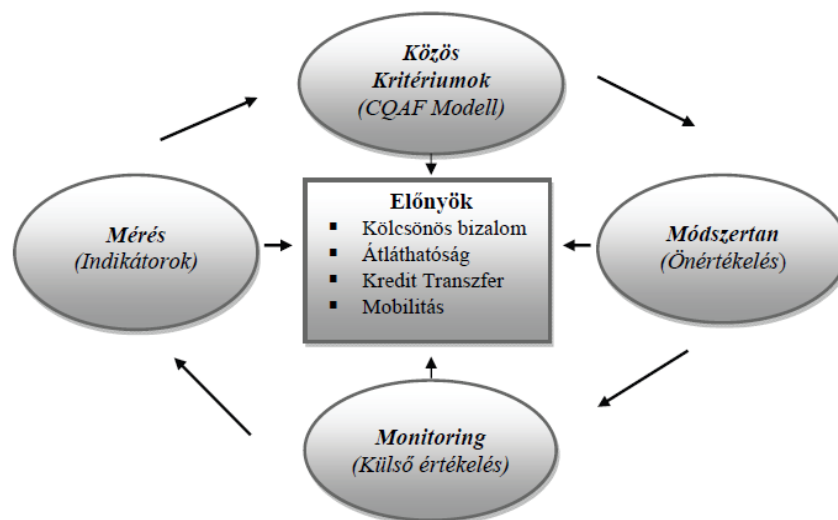 Közös
Kritériumok
(CQAF Modell)
Mérés
(Indikátorok)
Előnyök
▪ Kölcsönös bizalom
▪ Átláthatóság
▪ Kredit Transzfer
▪ Mobilitás
Módszertan
(Önértékelés)
Monitoring
(Külső értékelés)